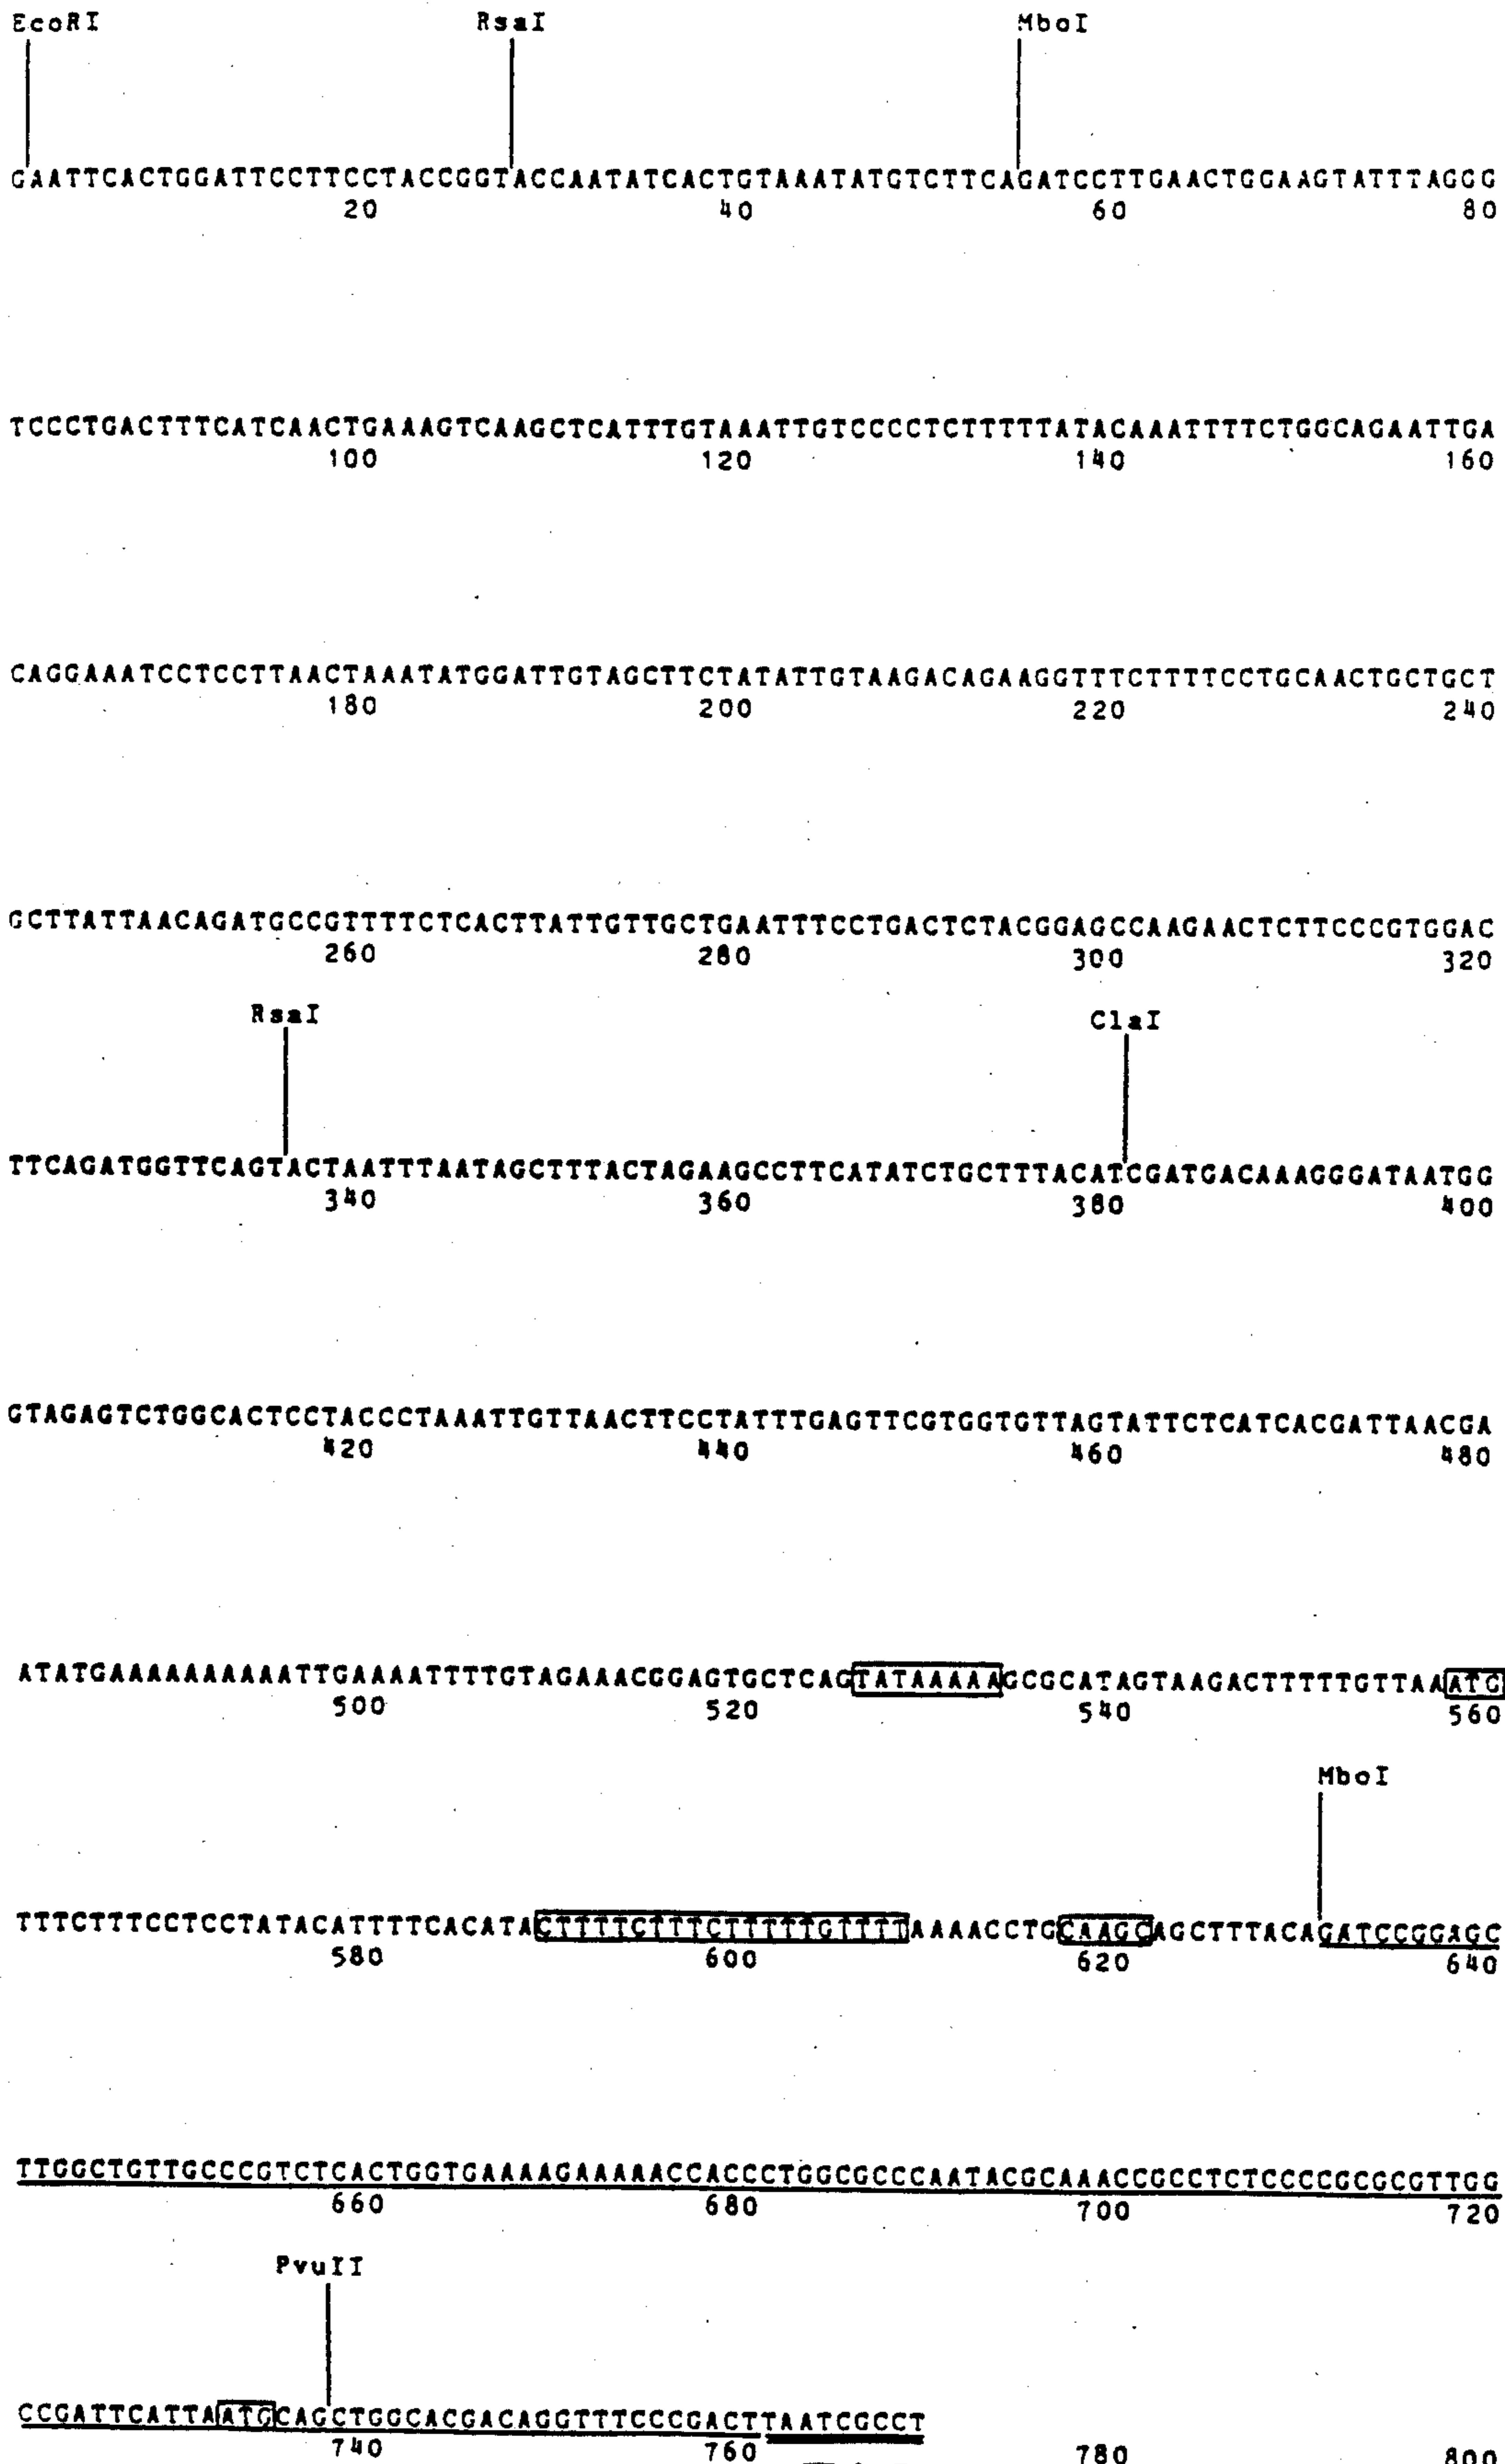 EcoRI RsaI MboI
GAATTCACTGGATTCCTTCCTACCGGTACCAATATCACTGTAAATATGTCTTCAGATCCTTGAACTGGAAGTATTTAGGG
20 40 60 80
TCCCTGACTTTCATCAACTGAAAGTCAAGCTCATTTGTAAATTGTCCCCTCTTTTTATACAAATTTTCTGGCAGAATTGA
100 120 140 160
CAGGAAATCCTCCTTAACTAAATATGGATTGTAGCTTCTATATTGTAAGACAGAAGGTTTCTTTTCCTGCAACTGCTGCT
180 200 220 240
GCTTATTAACAGATGCCGTTTTCTCACTTATTGTTGCTGAATTTCCTGACTCTACGGAGCCAAGAACTCTTCCCGTGGAC
260 280 300 320
RsaI ClaI
TTCAGATGGTTCAGTACTAATTTAATAGCTTTACTAGAAGCCTTCATATCTGCTTTACATCGATGACAAAGGGATAATGG
340 360 380 400
GTAGAGTCTGGCACTCCTACCCTAAATTGTTAACTTCCTATTTGAGTTCGTGGTGTTAGTATTCTCATCACGATTAACGA
420 440 460 480
ATATGAAAAAAAAAATTGAAAATTTTGTAGAAACGGAGTGCTCAGTATAAAAAGCGCATAGTAAGACTTTTTGTTAAATG
500 520 540 560
MboI
TTTCTTTCCTCCTATACATTTTCACATACTTTTCTTTCTTTTTGTTTTAAAACCTGCAAGCAGCTTTACAGATCCGGAGC
580 600 620 640
TTGGCTGTTGCCCGTCTCACTGGTGAAAAGAAAAACCACCCTGGCGCCCAATACGCAAACCGCCTCTCCCCGCGCGTTGG
660 680 700 720
PvuII
CCGATTCATTAATGCAGCTGGCACGACAGGTTTCCCGACTTAATCGCCT
740 760 780 800